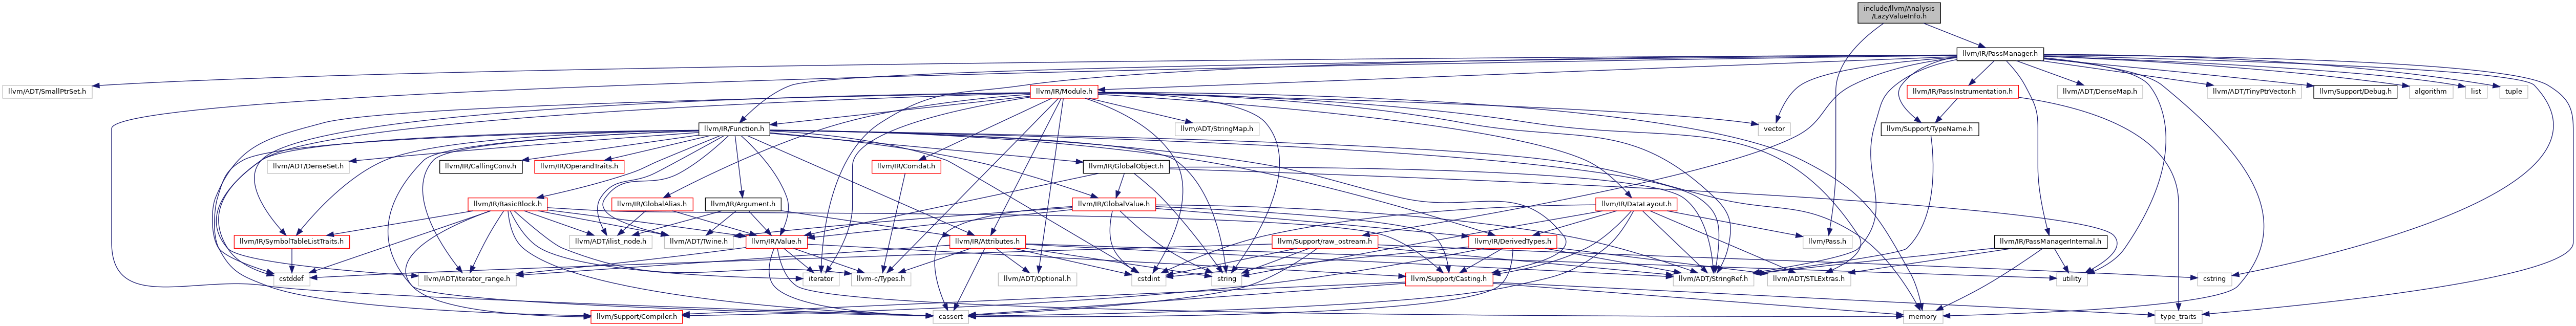 include/llvm/Analysis
/LazyValueInfo.h
llvm/IR/PassManager.h
llvm/ADT/SmallPtrSet.h
llvm/IR/Module.h
llvm/IR/PassInstrumentation.h
llvm/ADT/DenseMap.h
llvm/ADT/TinyPtrVector.h
llvm/Support/Debug.h
algorithm
list
tuple
llvm/IR/Function.h
llvm/ADT/StringMap.h
vector
llvm/Support/TypeName.h
llvm/ADT/DenseSet.h
llvm/IR/CallingConv.h
llvm/IR/OperandTraits.h
llvm/IR/Comdat.h
llvm/IR/GlobalObject.h
llvm/IR/BasicBlock.h
llvm/IR/GlobalAlias.h
llvm/IR/Argument.h
llvm/IR/GlobalValue.h
llvm/IR/DataLayout.h
llvm/IR/SymbolTableListTraits.h
llvm/ADT/ilist_node.h
llvm/ADT/Twine.h
llvm/IR/Value.h
llvm/IR/Attributes.h
llvm/Support/raw_ostream.h
llvm/IR/DerivedTypes.h
llvm/Pass.h
llvm/IR/PassManagerInternal.h
cstddef
llvm/ADT/iterator_range.h
iterator
llvm-c/Types.h
llvm/ADT/Optional.h
cstdint
string
llvm/Support/Casting.h
llvm/ADT/StringRef.h
llvm/ADT/STLExtras.h
utility
cstring
llvm/Support/Compiler.h
cassert
memory
type_traits